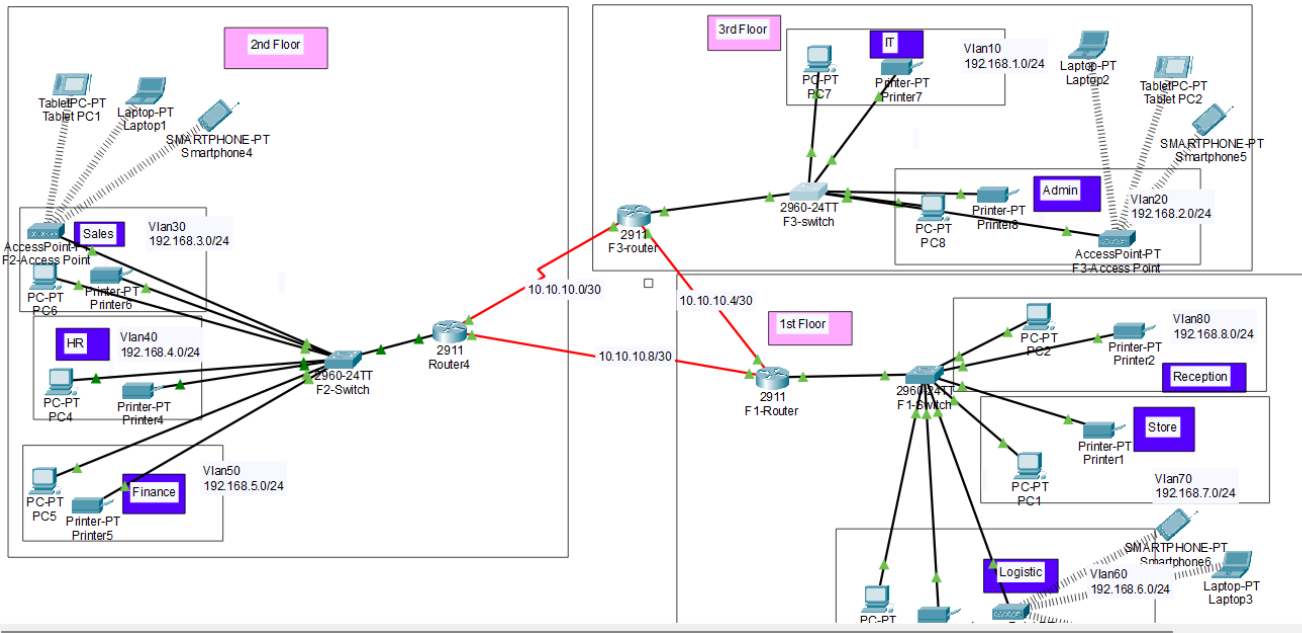 2nd Floor
TabletPC-PT
Tablet PC1
Laptop-PT
Laptop1
SMARTPHONE-PT
Smartphone4
Sales
Vlan30
192.168.3.0/24
F2-Access Point
PC-PT
PC6
Printer-PT
Printer6
HR
Vlan40
192.168.4.0/24
PC-PT
PC4
Printer-PT
Printer4
2960-24TT
F2-Switch
2911
Router4
Finance
Vlan50
192.168.5.0/24
PC-PT
PC5
Printer-PT
Printer5
3rd Floor
IT
Vlan10
192.168.1.0/24
PC-PT
PC7
Printer-PT
Printer7
Laptop-PT
Laptop2
TabletPC-PT
Tablet PC2
SMARTPHONE-PT
Smartphone5
2960-24TT
F3-switch
Admin
Vlan20
192.168.2.0/24
Printer-PT
Printer8
PC-PT
PC8
AccessPoint-PT
F3-Access Point
2911
F3-router
10.10.10.0/30
10.10.10.4/30
10.10.10.8/30
1st Floor
2911
F1-Router
2960-24TT
F1-Switch
PC-PT
PC2
Printer-PT
Printer2
Vlan80
192.168.8.0/24
Reception
Store
Printer-PT
Printer1
PC-PT
PC1
Vlan70
192.168.7.0/24
SMARTPHONE-PT
Smartphone6
Logistic
Vlan60
192.168.6.0/24
Laptop-PT
Laptop3
PC-PT